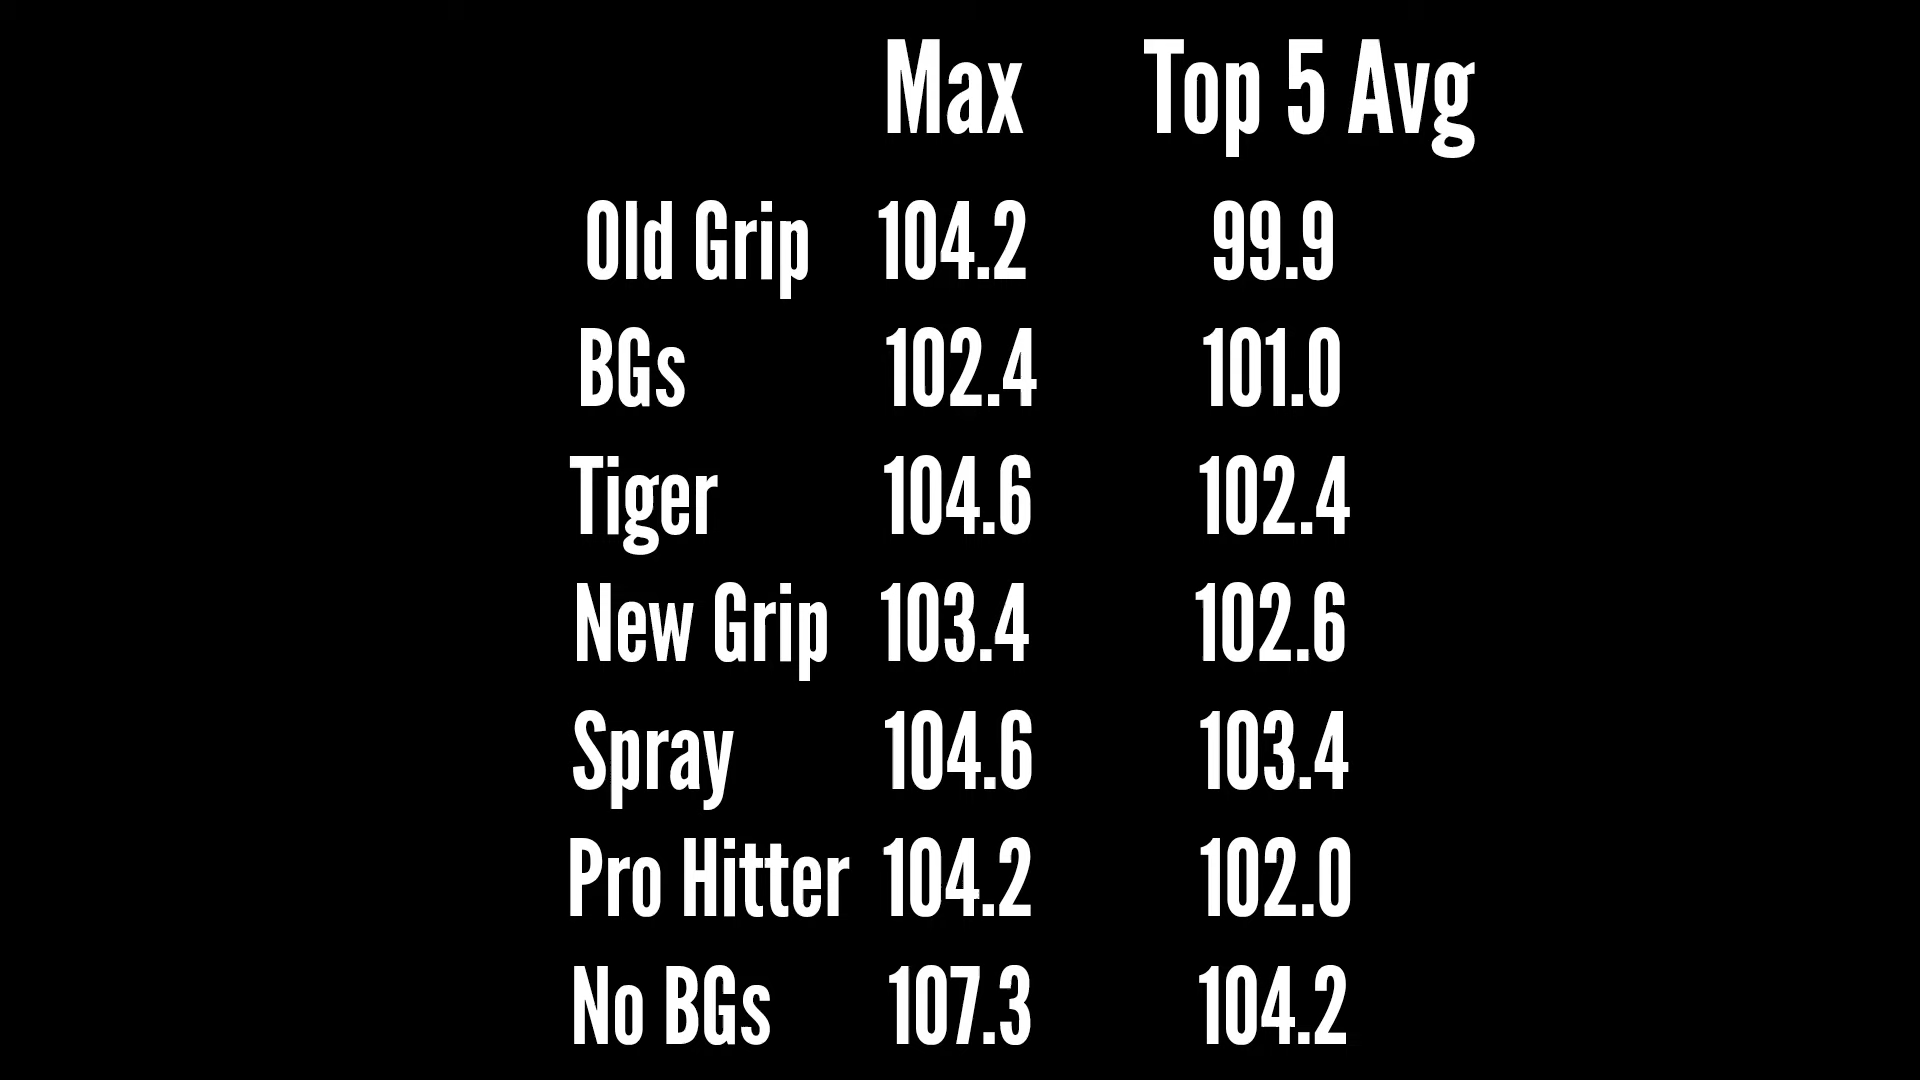 Max Top 5 Avg
Old Grip 104.2 99.9
BGs 102.4 101.0
Tiger 104.6 102.4
New Grip 103.4 102.6
Spray 104.6 103.4
Pro Hitter 104.2 102.0
No BGs 107.3 104.2